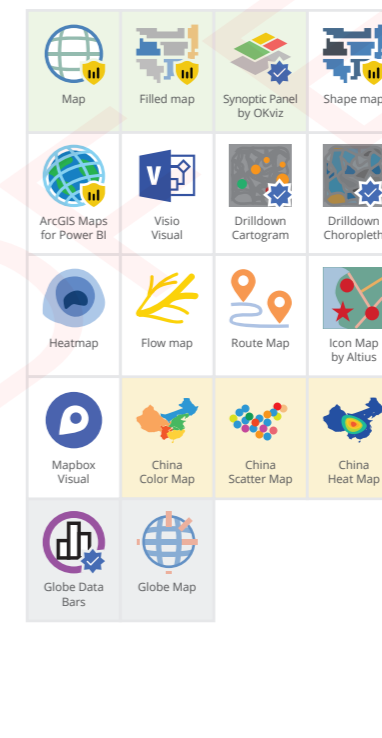 Map
Filled map
Synoptic Panel
by OKviz
Shape map
ArcGIS Maps
for Power BI
V
Visio
Visual
Drilldown
Cartogram
Drilldown
Choropleth
Heatmap
Flow map
Route Map
Icon Map
by Altius
Mapbox
Visual
China
Color Map
China
Scatter Map
China
Heat Map
Globe Data
Bars
Globe Map